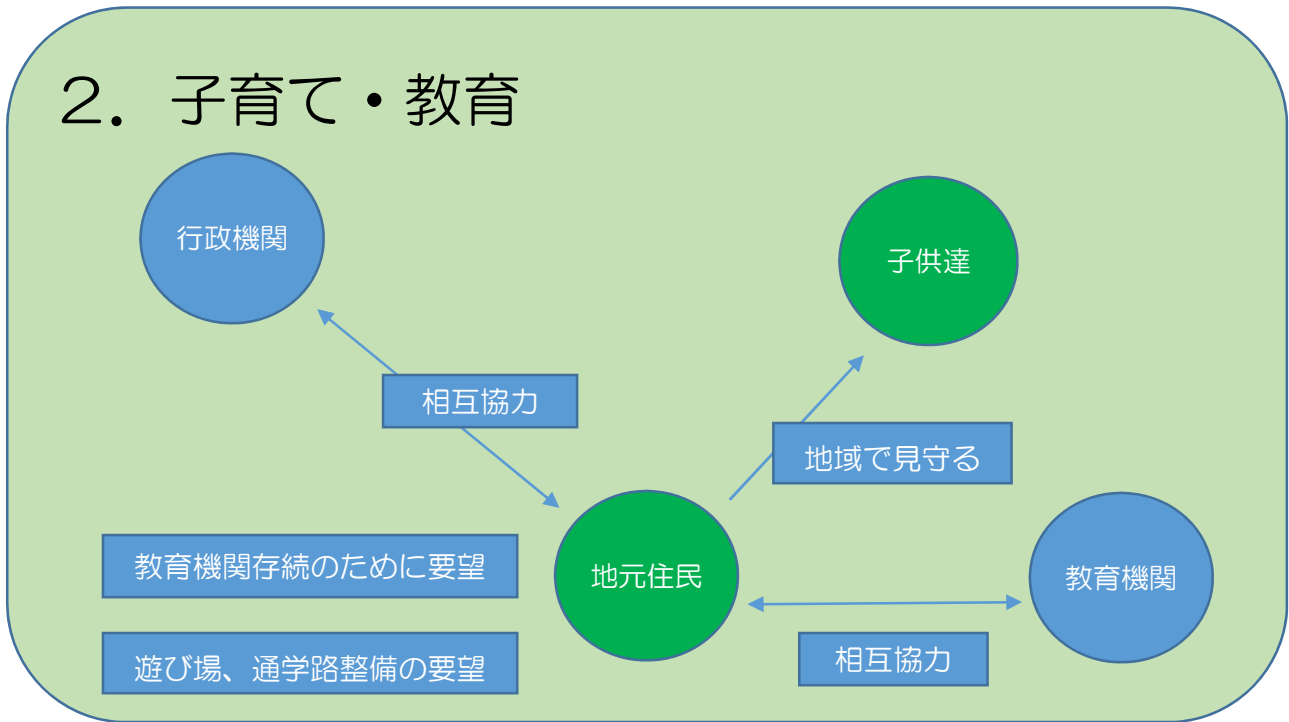 ２．子育て・教育
行政機関
子供達
相互協力
地域で見守る
教育機関存続のために要望
地元住民
教育機関
遊び場、通学路整備の要望
相互協力